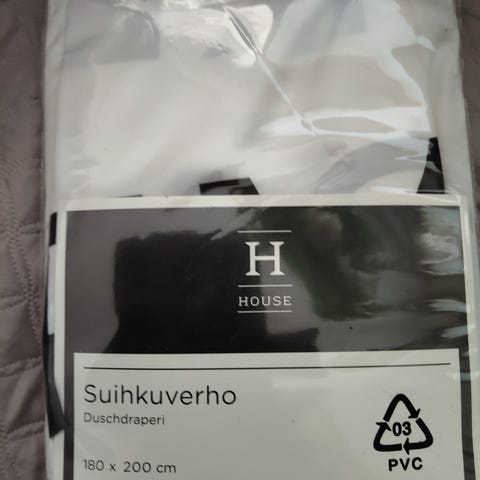 H
HOUSE
Suihkuverho
Duschdraperi
180 x 200 cm
03
PVC